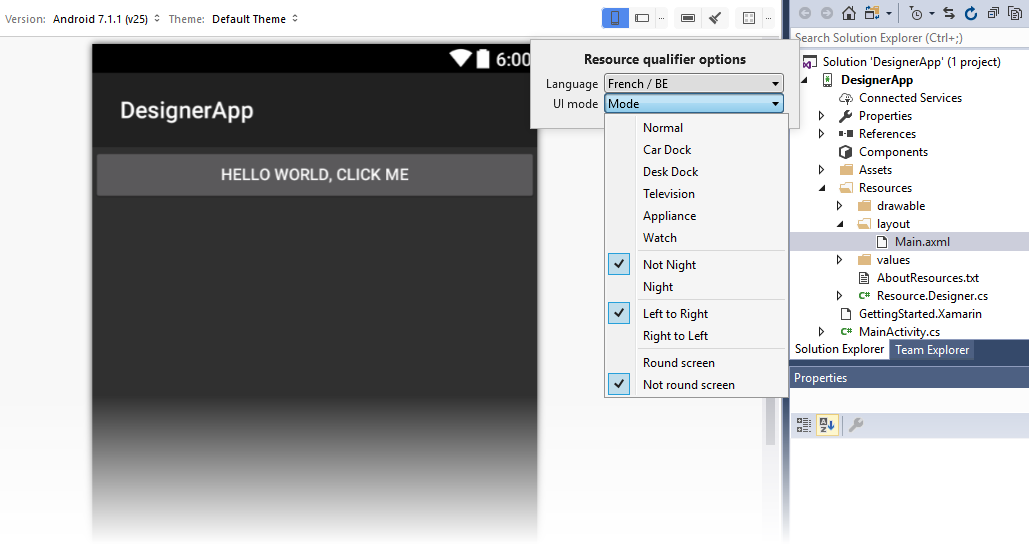 Version: Android 7.1.1 (v25) Theme: Default Theme
6:00
DesignerApp
HELLO WORLD, CLICK ME
Resource qualifier options
Language French / BE
UI mode Mode
Normal
Car Dock
Desk Dock
Television
Appliance
Watch
Not Night
Night
Left to Right
Right to Left
Round screen
Not round screen
Search Solution Explorer (Ctrl+;)
Solution 'DesignerApp' (1 project)
DesignerApp
Connected Services
Properties
C# References
Components
Assets
Resources
drawable
layout
Main.axml
values
AboutResources.txt
C# Resource.Designer.cs
GettingStarted.Xamarin
C# MainActivity.cs
Solution Explorer Team Explorer
Properties
A
Z